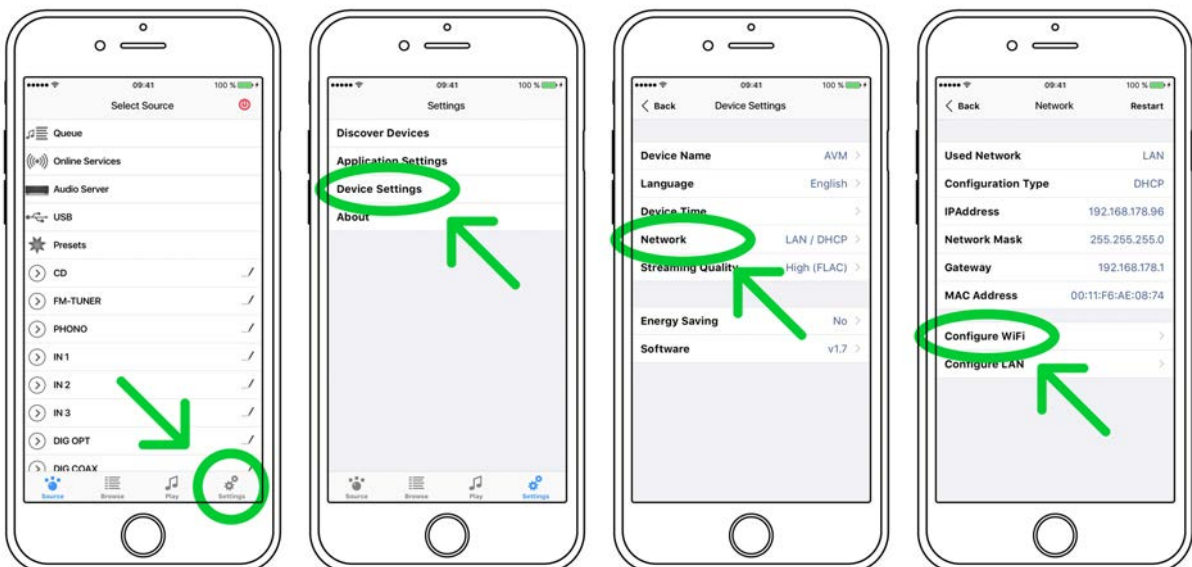 09:41 100 %
Select Source
Queue
Online Services
Audio Server
USB
Presets
CD
FM-TUNER
PHONO
IN 1
IN 2
IN 3
DIG OPT
DIG COAX
Source Browse Play Settings
09:41 100 %
Settings
Discover Devices
Application Settings
Device Settings
About
Source Browse Play Settings
09:41 100 %
Back Device Settings
Device Name AVM
Language English
Device Time
Network LAN / DHCP
Streaming Quality High (FLAC)
Energy Saving No
Software v1.7
09:41 100 %
Back Network Restart
Used Network LAN
Configuration Type DHCP
IPAddress 192.168.178.96
Network Mask 255.255.255.0
Gateway 192.168.178.1
MAC Address 00:11:F6:AE:08:74
Configure WiFi
Configure LAN